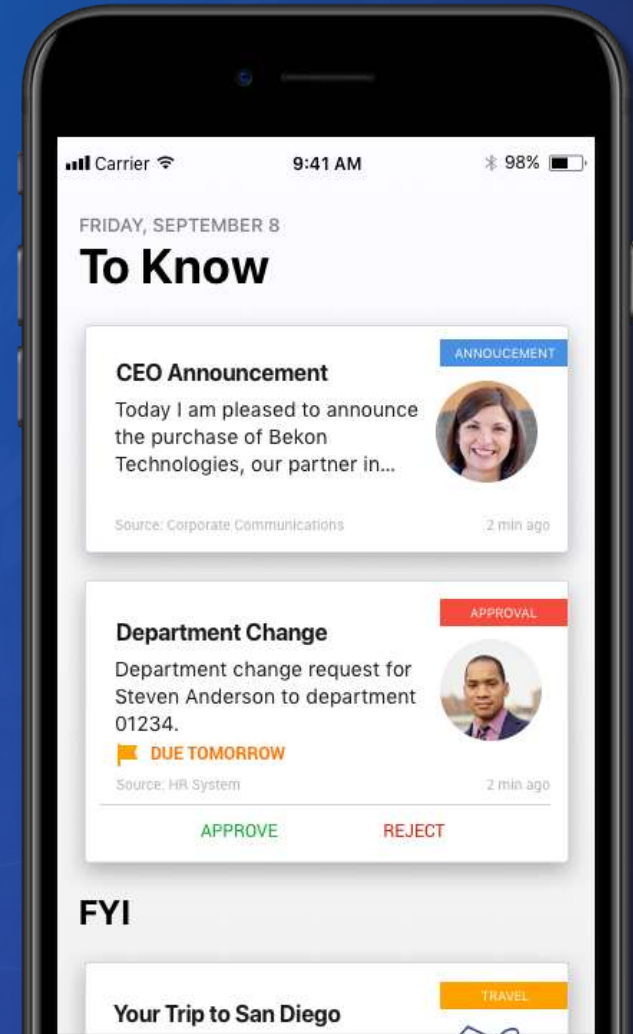 Carrier
9:41 AM
98%
FRIDAY, SEPTEMBER 8
To Know
ANNOUCEMENT
CEO Announcement
Today I am pleased to announce
the purchase of Bekon
Technologies, our partner in...
Source: Corporate Communications
2 min ago
APPROVAL
Department Change
Department change request for
Steven Anderson to department
01234.
DUE TOMORROW
Source: HR System
2 min ago
APPROVE
REJECT
FYI
TRAVEL
Your Trip to San Diego